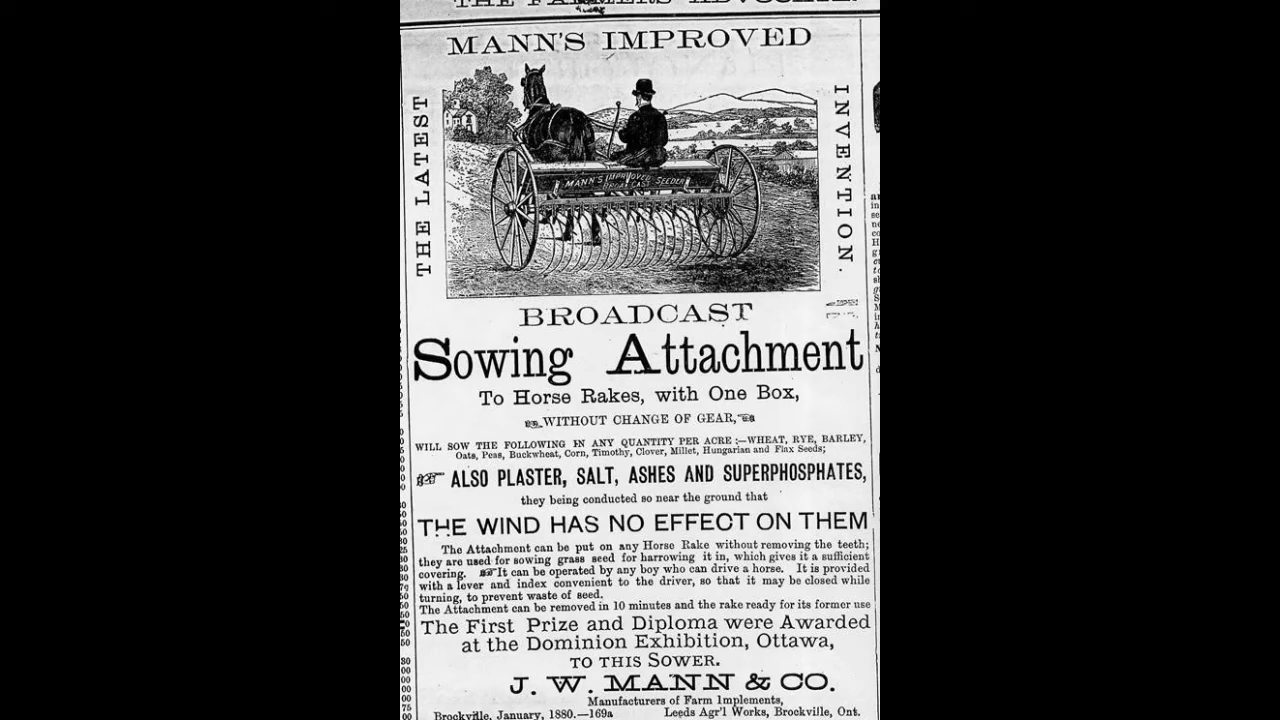 THE FARMERS ADVOCATE.
MANN'S IMPROVED
THE LATEST
INVENTION.
MANN'S IMPROVED
BROADCAST SEEDER
BROADCAST
Sowing Attachment
To Horse Rakes, with One Box,
WITHOUT CHANGE OF GEAR,
WILL SOW THE FOLLOWING IN ANY QUANTITY PER ACRE :—WHEAT, RYE, BARLEY,
Oats, Peas, Buckwheat, Corn, Timothy, Clover, Millet, Hungarian and Flax Seeds;
ALSO PLASTER, SALT, ASHES AND SUPERPHOSPHATES,
they being conducted so near the ground that
THE WIND HAS NO EFFECT ON THEM
The Attachment can be put on any Horse Rake without removing the teeth;
they are used for sowing grass seed for harrowing it in, which gives it a sufficient
covering. It can be operated by any boy who can drive a horse. It is provided
with a lever and index convenient to the driver, so that it may be closed while
turning, to prevent waste of seed.
The Attachment can be removed in 10 minutes and the rake ready for its former use
The First Prize and Diploma were Awarded
at the Dominion Exhibition, Ottawa,
TO THIS SOWER.
J. W. MANN & CO.
Manufacturers of Farm Implements,
Brockville, January, 1880.—169a Leeds Agr'l Works, Brockville, Ont.